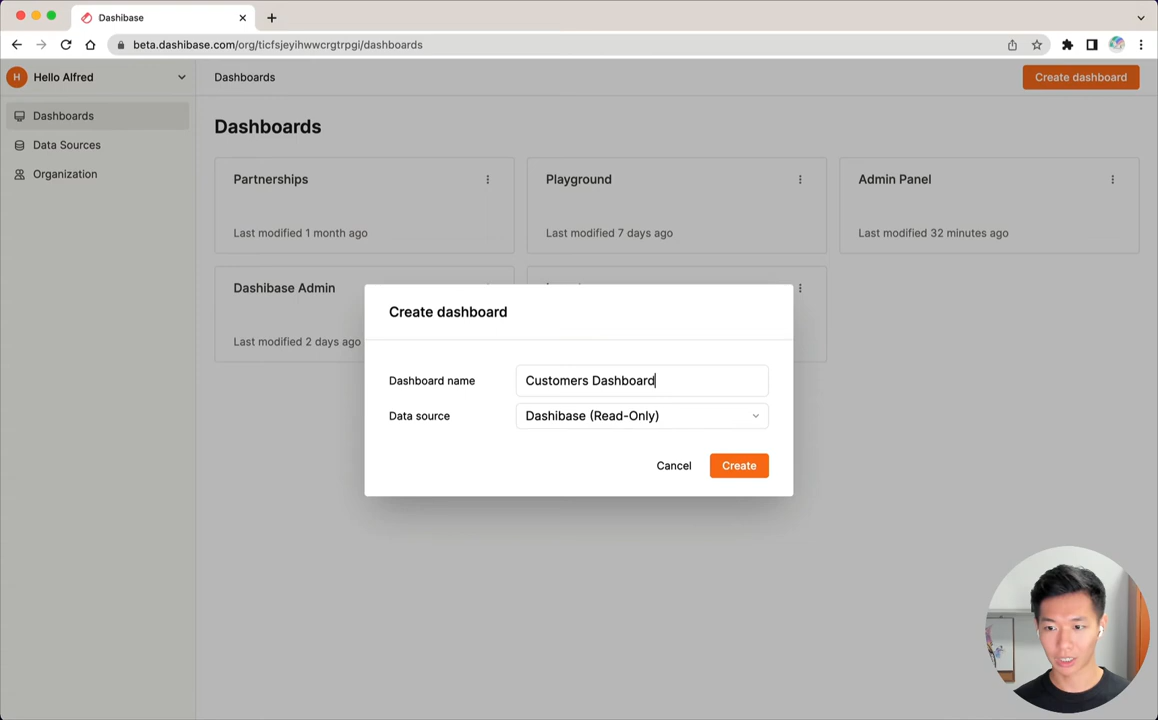 Dashibase
beta.dashibase.com/org/ticfsjeyihwwcrgtrpgi/dashboards
H Hello Alfred
Dashboards
Create dashboard
Dashboards
Data Sources
Organization
Dashboards
Partnerships
Last modified 1 month ago
Playground
Last modified 7 days ago
Admin Panel
Last modified 32 minutes ago
Dashibase Admin
Last modified 2 days ago
Create dashboard
Dashboard name
Customers Dashboard
Data source
Dashibase (Read-Only)
Cancel
Create